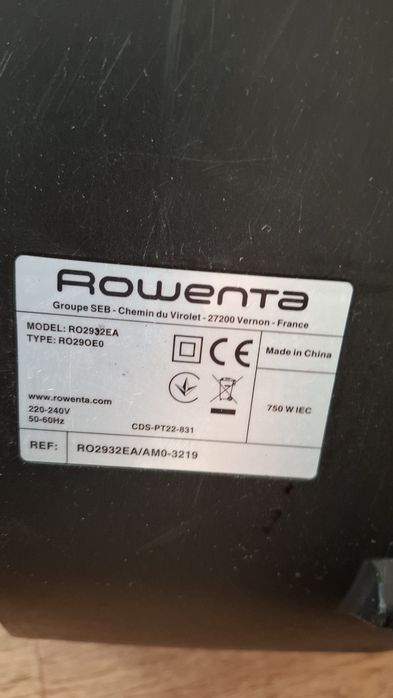 Rowenta
Groupe SEB - Chemin du Virolet - 27200 Vernon - France
MODEL: RO2932EA
TYPE: RO29OE0
CE
Made in China
www.rowenta.com
220-240V
50-60Hz
CDS-PT22-831
750 W IEC
REF: RO2932EA/AM0-3219